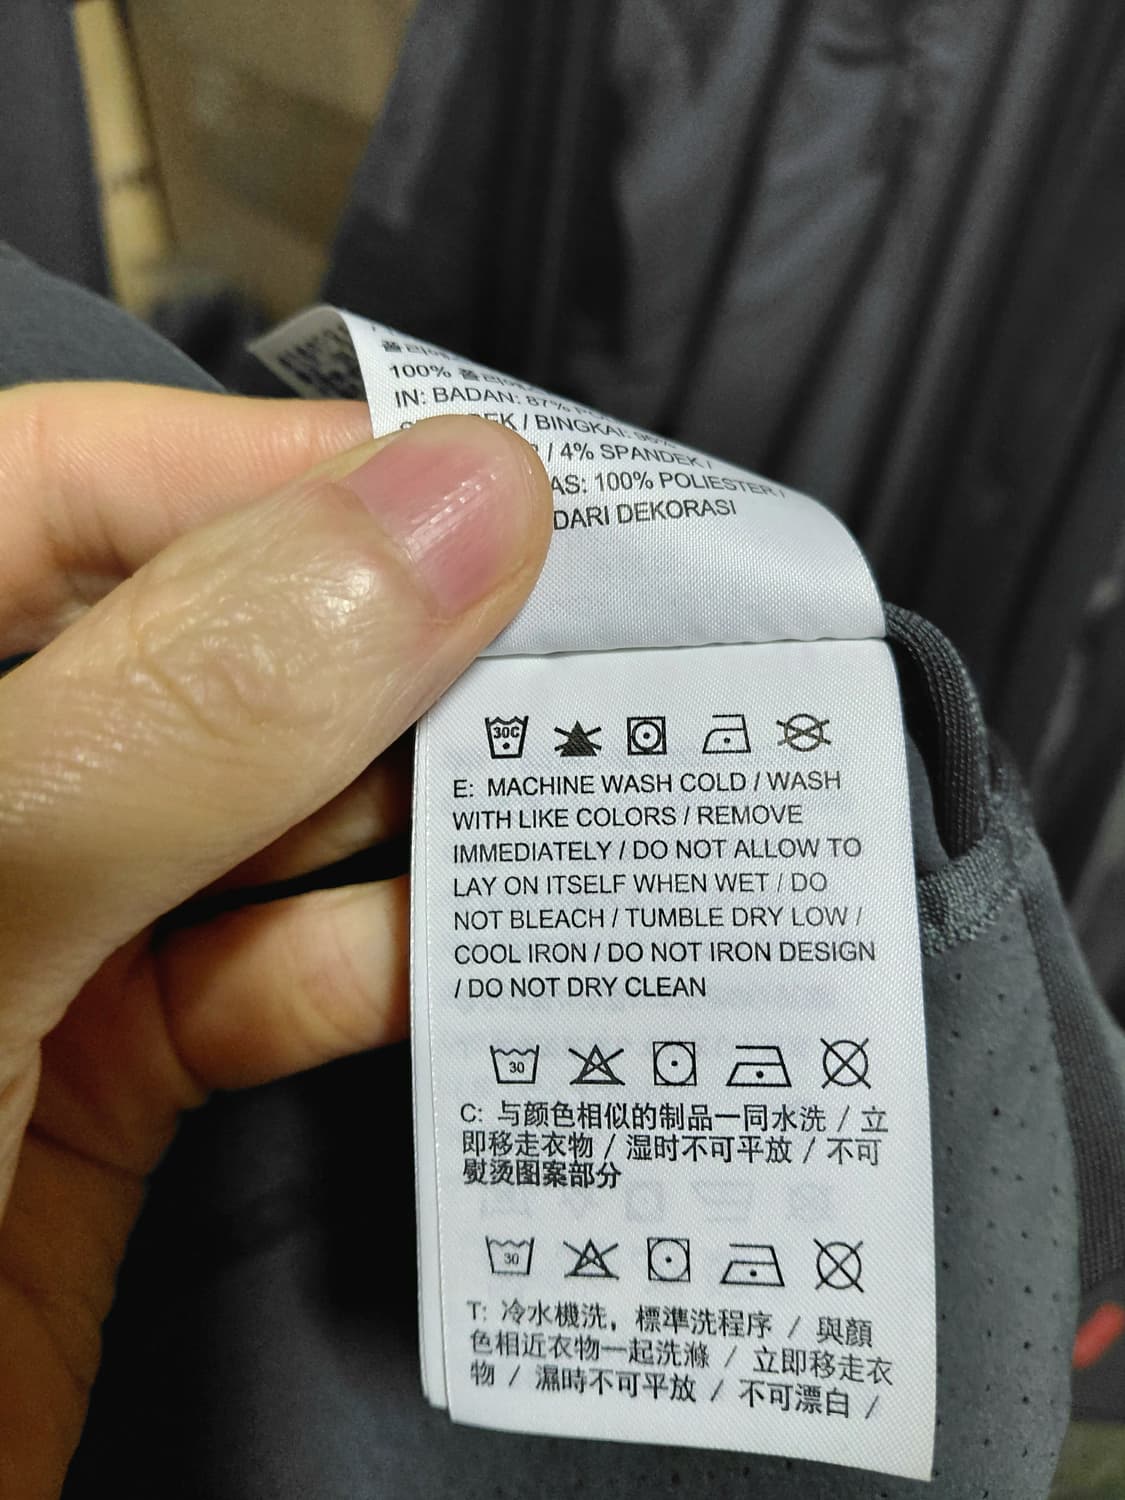 100% 폴리에스
IN: BADAN: 87%
/ BINGKAI: 96%
/ 4% SPANDEK /
100% POLIESTER /
DARI DEKORASI
30C
E: MACHINE WASH COLD / WASH
WITH LIKE COLORS / REMOVE
IMMEDIATELY / DO NOT ALLOW TO
LAY ON ITSELF WHEN WET / DO
NOT BLEACH / TUMBLE DRY LOW /
COOL IRON / DO NOT IRON DESIGN
/ DO NOT DRY CLEAN
30
C: 与颜色相似的制品一同水洗 / 立
即移走衣物 / 湿时不可平放 / 不可
熨烫图案部分
30
T: 冷水機洗, 標準洗程序 / 與顏
色相近衣物一起洗滌 / 立即移走衣
物 / 濕時不可平放 / 不可漂白 /